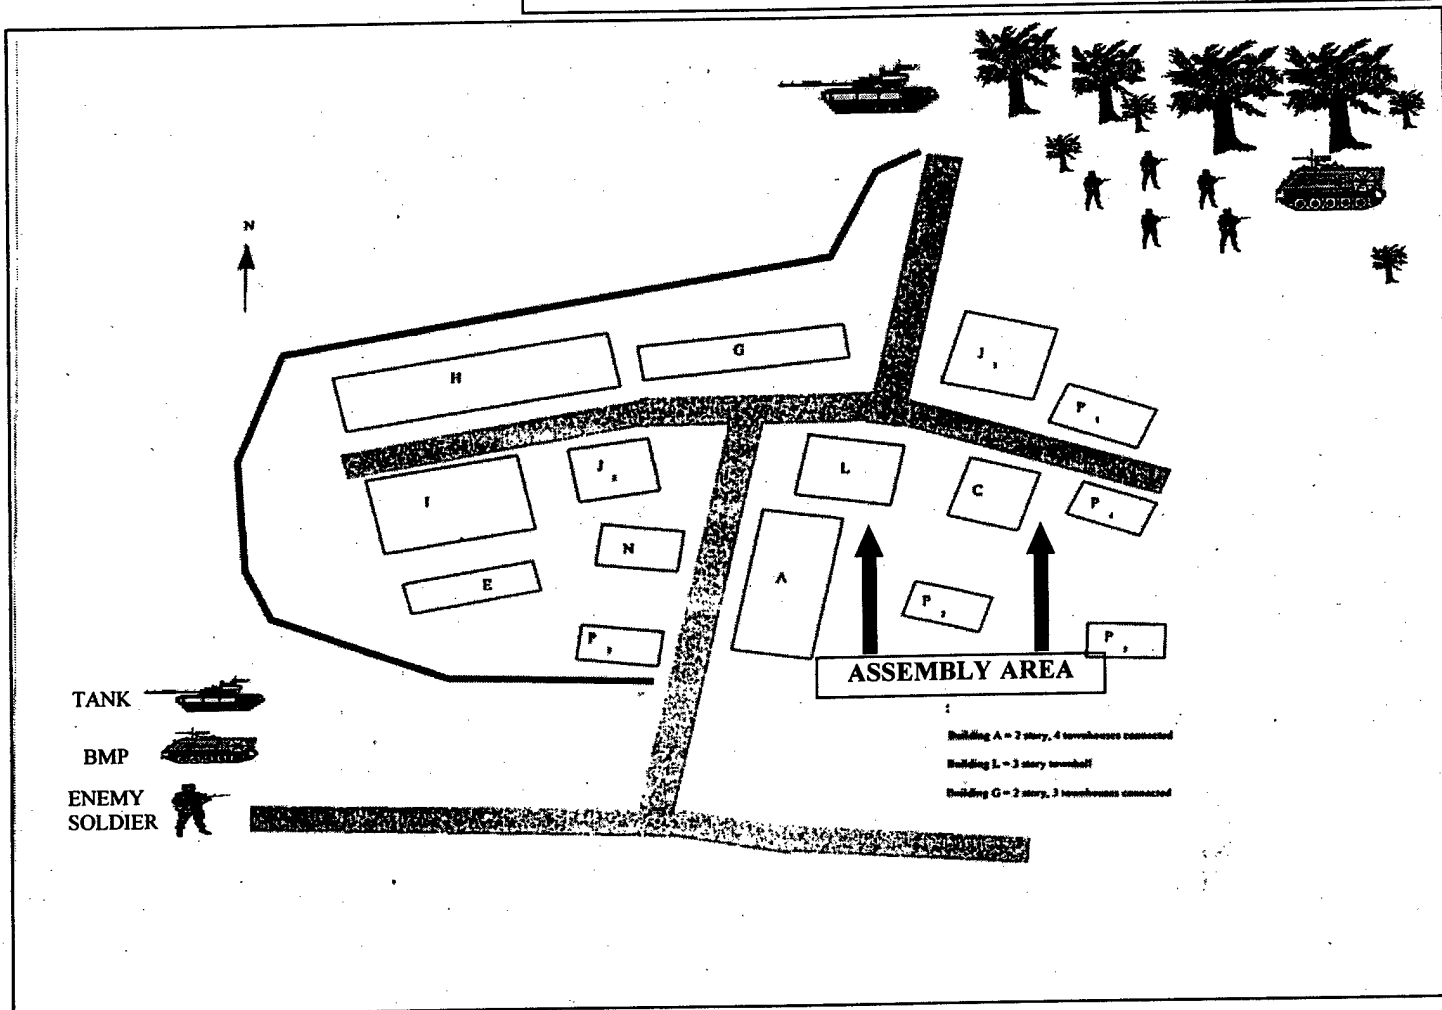 N
H
G
J
P
L
C
P
I
J
N
E
A
P
P
P
ASSEMBLY AREA
TANK
BMP
ENEMY
SOLDIER
Building A = 2 story, 4 townhouses connected
Building L = 3 story townhall
Building G = 2 story, 3 townhouses connected